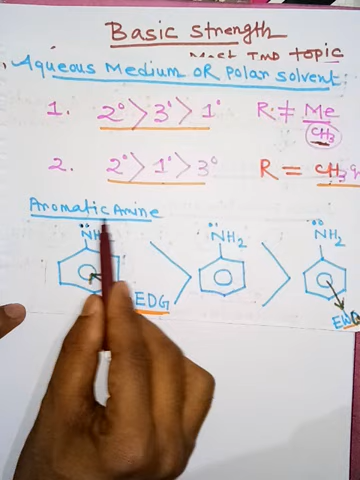 Basic strength
Most IMP topic
Aqueous Medium OR Polar solvent:
1. 2° > 3° > 1° R ≠ Me
CH₃
2. 2° > 1° > 3° R = CH₃
Aromatic Amine
NH₂ > NH₂ > NH₂
EDG
EWG